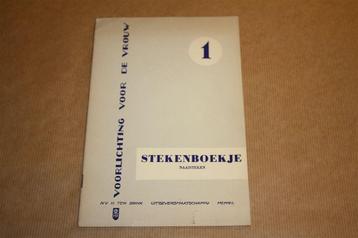 1
VOORLICHTING VOOR DE VROUW
STEKENBOEKJE
NAAISTEKEN
N.V. H. TEN BRINK UITGEVERSMAATSCHAPPIJ MEPPEL